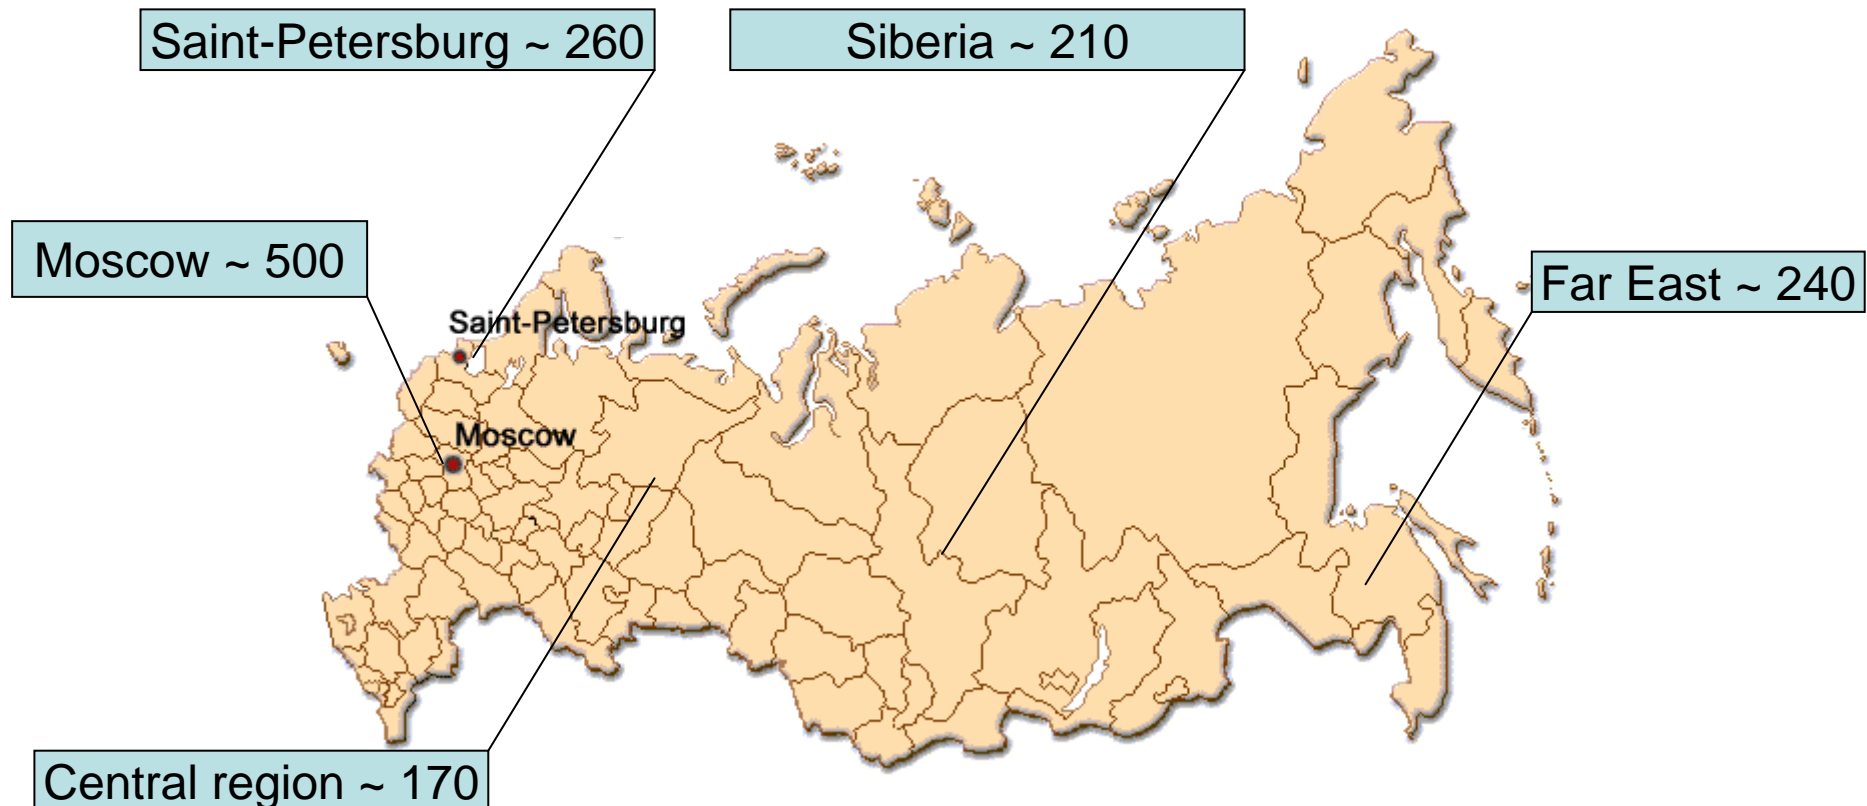 Saint-Petersburg ~ 260
Siberia ~ 210
Moscow ~ 500
Far East ~ 240
Saint-Petersburg
Moscow
Central region ~ 170